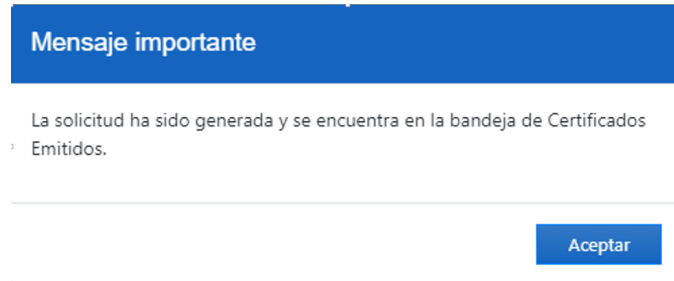 Mensaje importante
La solicitud ha sido generada y se encuentra en la bandeja de Certificados
Emitidos.
Aceptar